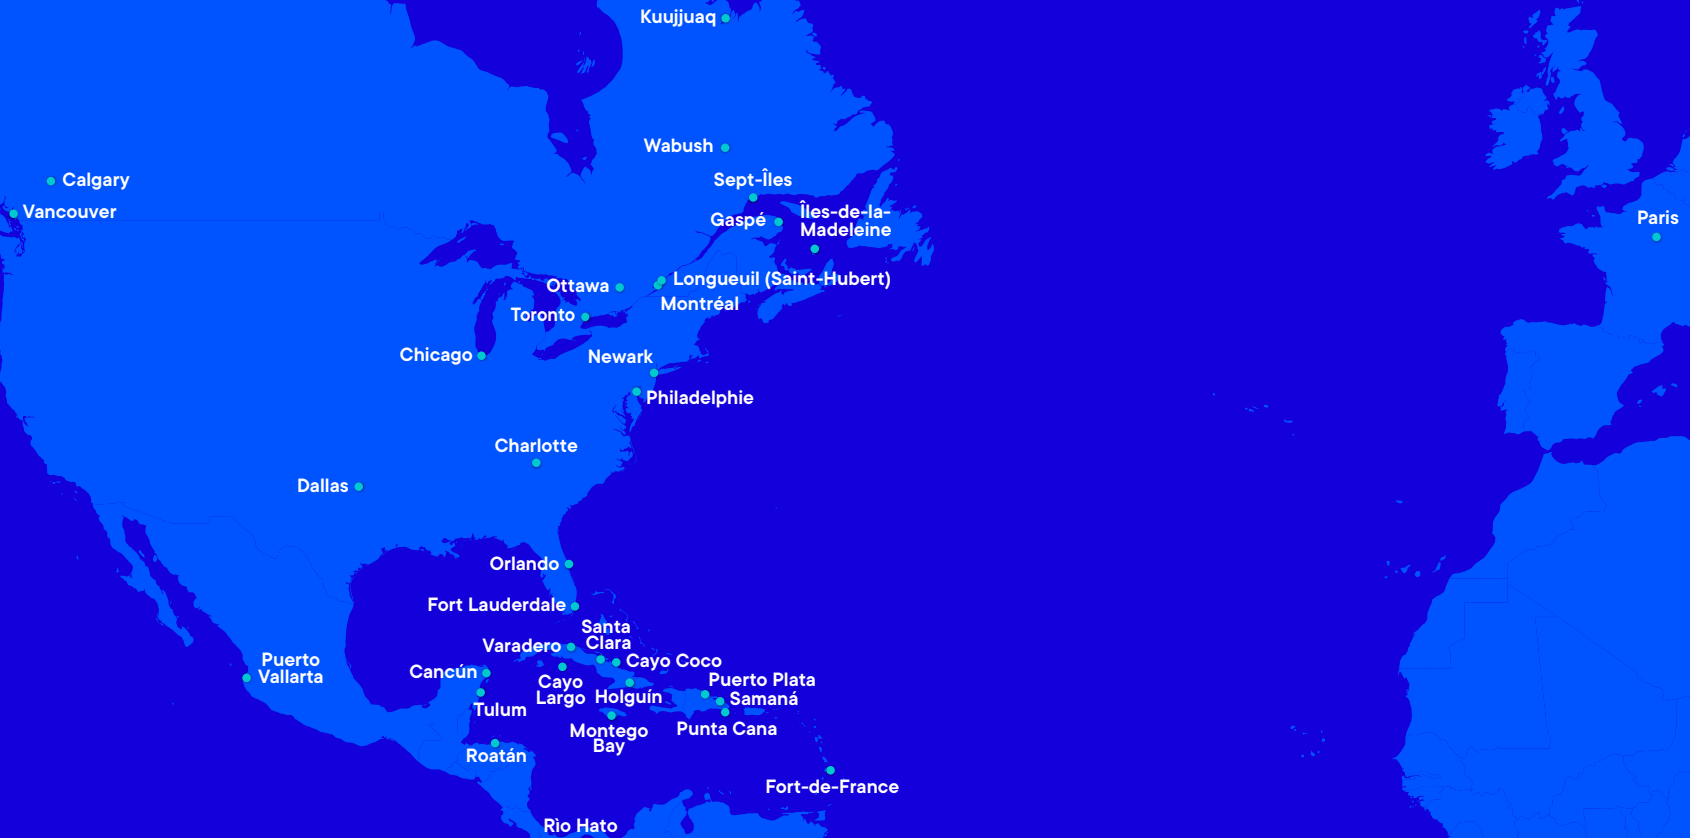 Kuujjuaq
Wabush
Calgary
Sept-Îles
Vancouver
Gaspé
Îles-de-la-
Madeleine
Paris
Ottawa
Longueuil (Saint-Hubert)
Montréal
Toronto
Chicago
Newark
Philadelphie
Charlotte
Dallas
Orlando
Fort Lauderdale
Santa
Clara
Varadero
Puerto
Vallarta
Cancún
Cayo Coco
Cayo
Largo
Holguín
Puerto Plata
Samaná
Tulum
Punta Cana
Montego
Bay
Roatán
Fort-de-France
Rìo Hato